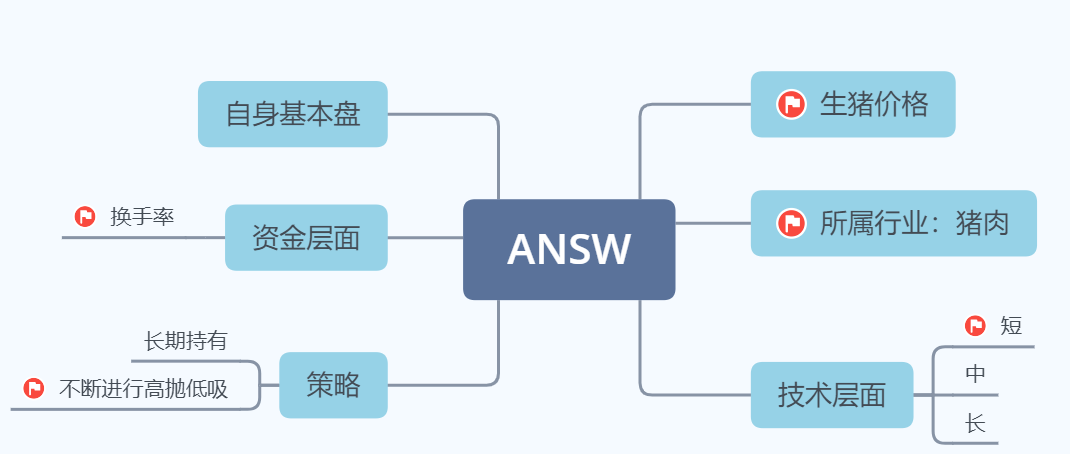 自身基本盘
生猪价格
换手率
资金层面
ANSW
所属行业：猪肉
长期持有
不断进行高抛低吸
策略
技术层面
短
中
长